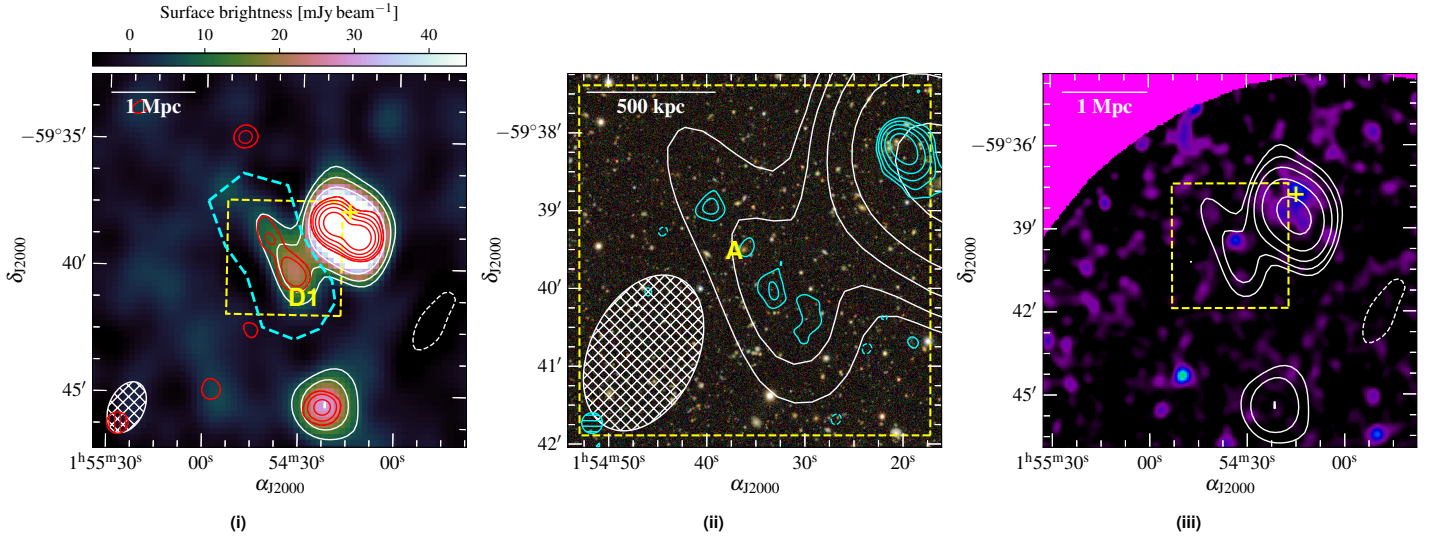 Surface brightness [mJy beam⁻¹]
0 10 20 30 40
1 Mpc
−59°35′
40′
45′
δJ2000
D1
1ʰ55ᵐ30ˢ 00ˢ 54ᵐ30ˢ 00ˢ
αJ2000
(i)
500 kpc
−59°38′
39′
40′
41′
42′
δJ2000
A
1ʰ54ᵐ50ˢ 40ˢ 30ˢ 20ˢ
αJ2000
(ii)
1 Mpc
−59°36′
39′
42′
45′
δJ2000
1ʰ55ᵐ30ˢ 00ˢ 54ᵐ30ˢ 00ˢ
αJ2000
(iii)